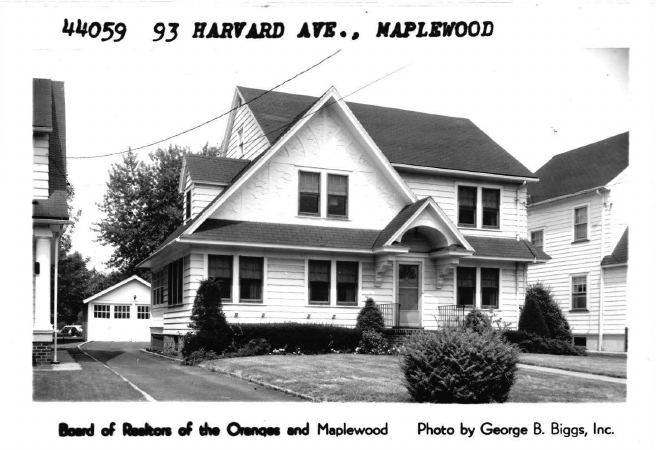 44059 93 HARVARD AVE., MAPLEWOOD
Board of Realtors of the Oranges and Maplewood Photo by George B. Biggs, Inc.